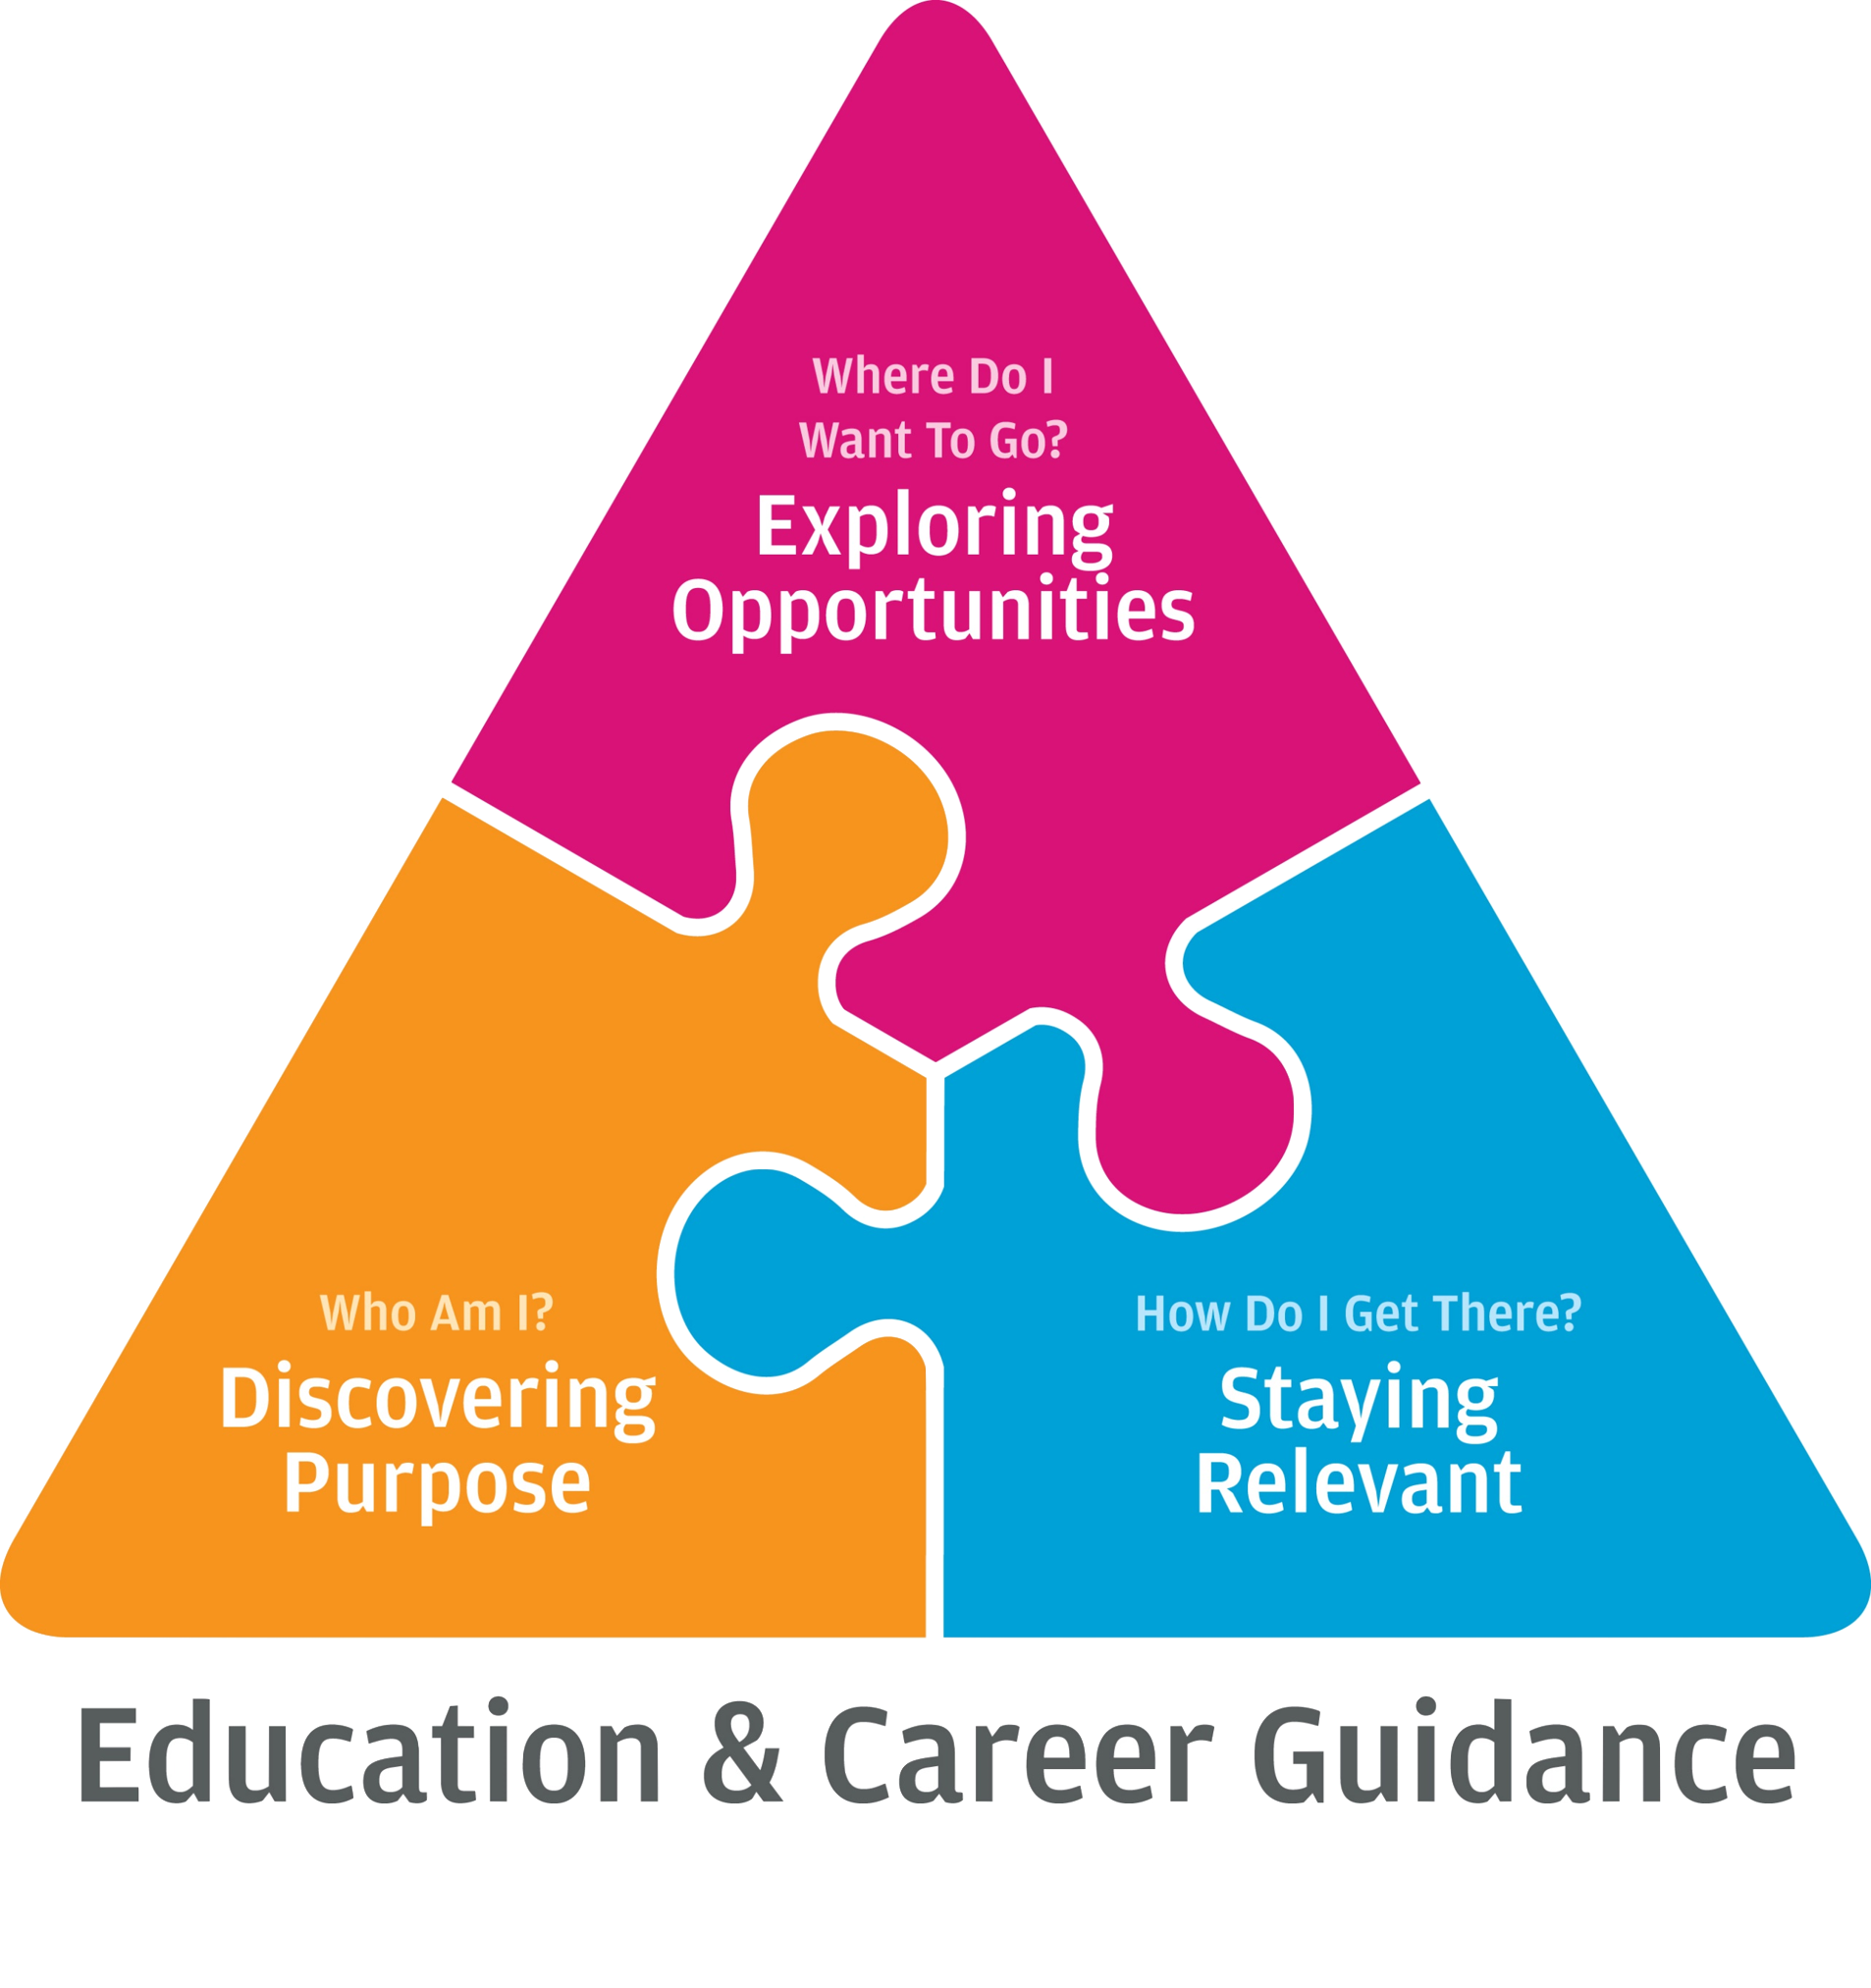 Where Do I
Want To Go?
Exploring
Opportunities
Who Am I?
Discovering
Purpose
How Do I Get There?
Staying
Relevant
Education & Career Guidance